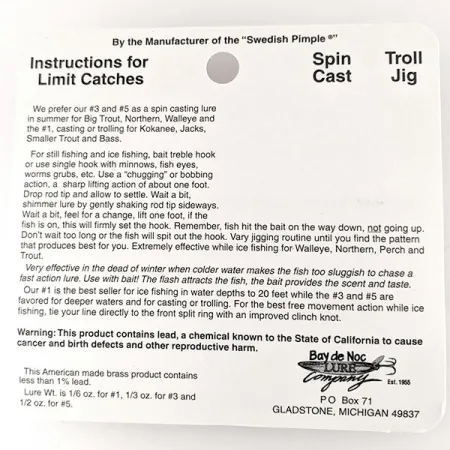 By the Manufacturer of the "Swedish Pimple ®"
Instructions for
Limit Catches
Spin
Cast
Troll
Jig
We prefer our #3 and #5 as a spin casting lure
in summer for Big Trout, Northern, Walleye and
the #1, casting or trolling for Kokanee, Jacks,
Smaller Trout and Bass.
For still fishing and ice fishing, bait treble hook
or use single hook with minnows, fish eyes,
worms grubs, etc. Use a "chugging" or bobbing
action, a sharp lifting action of about one foot.
Drop rod tip and allow to settle. Wait a bit,
shimmer lure by gently shaking rod tip sideways.
Wait a bit, feel for a change, lift one foot, if the
fish is on, this will firmly set the hook. Remember, fish hit the bait on the way down, not going up.
Don't wait too long or the fish will spit out the hook. Vary jigging routine until you find the pattern
that produces best for you. Extremely effective while ice fishing for Walleye, Northern, Perch and
Trout.
Very effective in the dead of winter when colder water makes the fish too sluggish to chase a
fast action lure. Use with bait! The flash attracts the fish, the bait provides the scent and taste.
Our #1 is the best seller for ice fishing in water depths to 20 feet while the #3 and #5 are
favored for deeper waters and for casting or trolling. For the best free movement action while ice
fishing, tie your line directly to the front split ring with an improved clinch knot.
Warning: This product contains lead, a chemical known to the State of California to cause
cancer and birth defects and other reproductive harm.
This American made brass product contains
less than 1% lead.
Lure Wt. is 1/6 oz. for #1, 1/3 oz. for #3 and
1/2 oz. for #5.
Bay de Noc
LURE
Company
Est. 1955
PO Box 71
GLADSTONE, MICHIGAN 49837